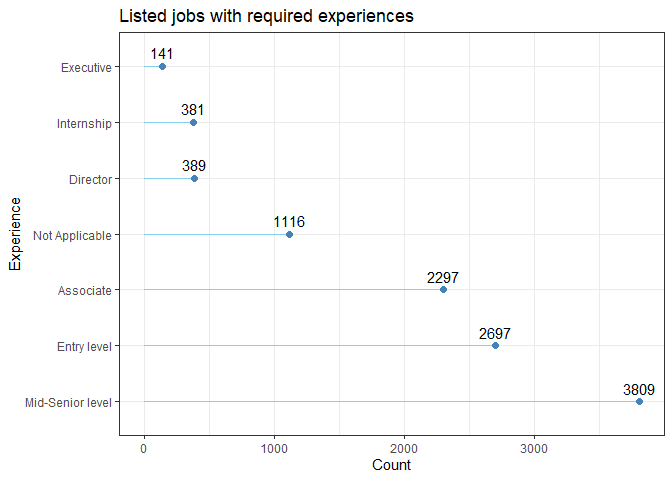 Listed jobs with required experiences
Experience
Executive
141
Internship
381
Director
389
Not Applicable
1116
Associate
2297
Entry level
2697
Mid-Senior level
3809
0 1000 2000 3000
Count